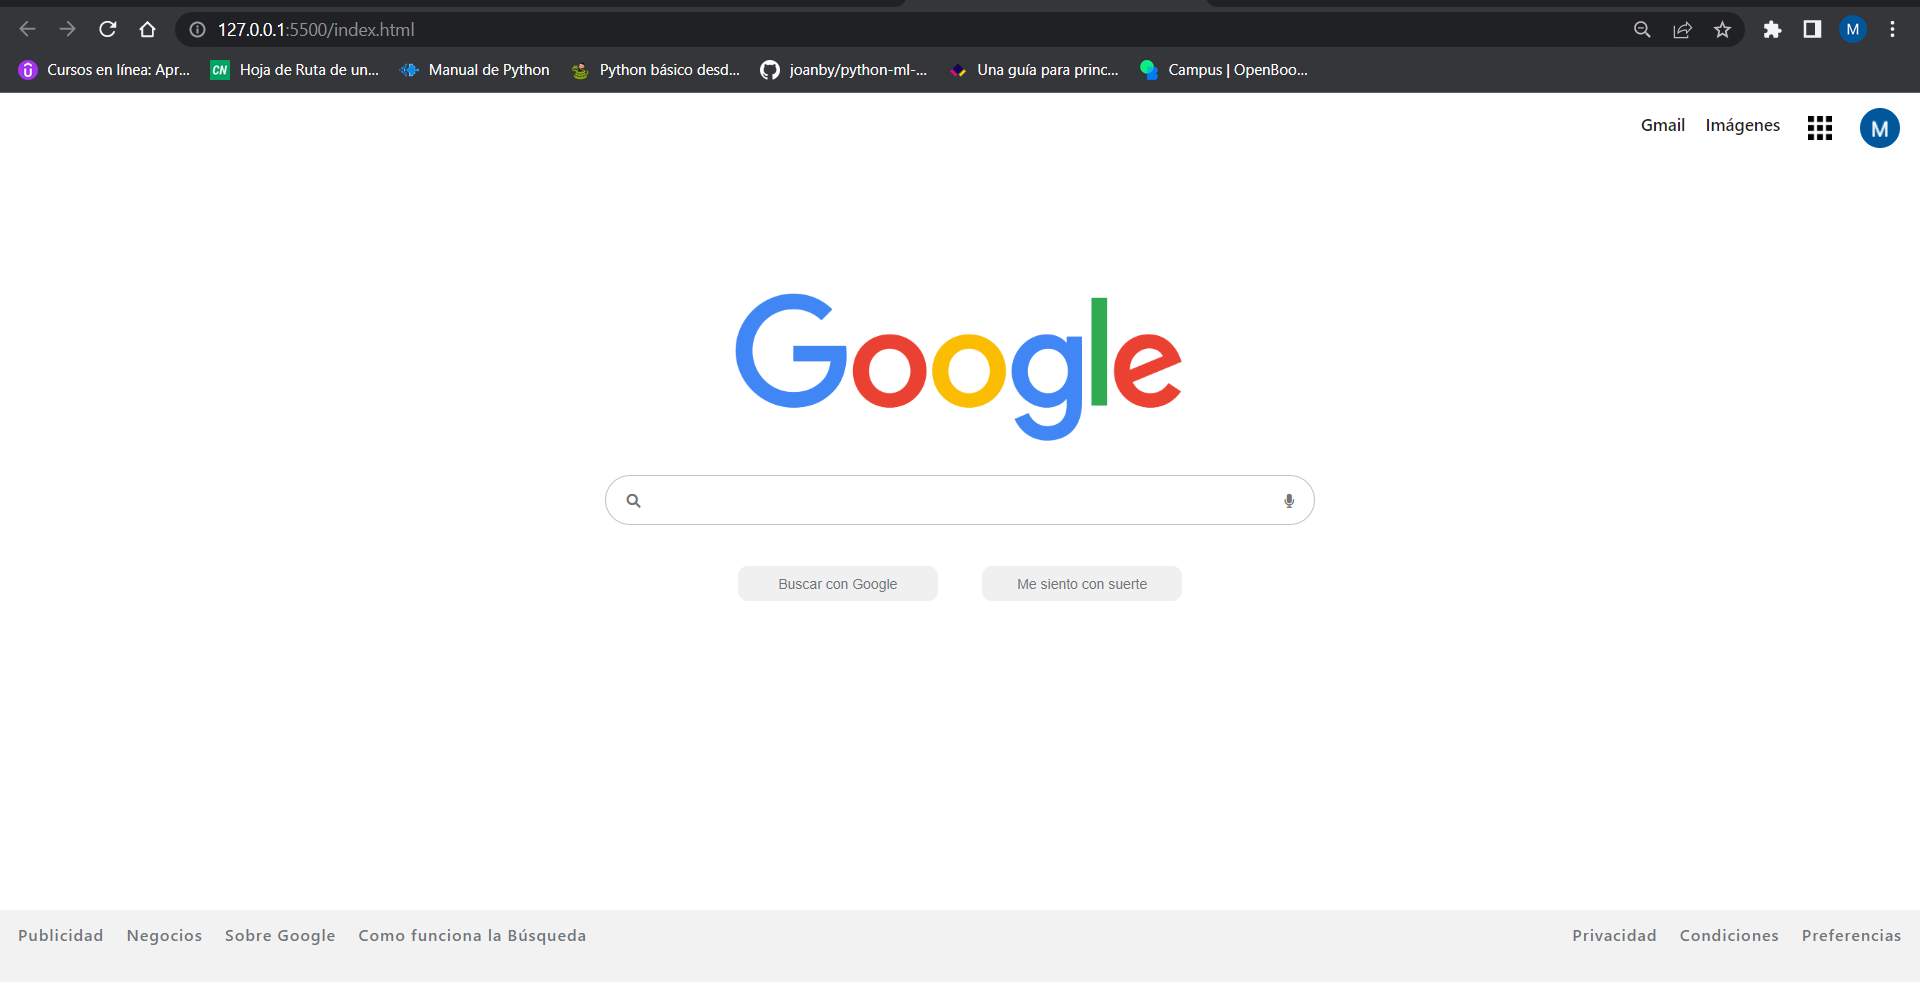 127.0.0.1:5500/index.html
M
Cursos en línea: Apr... CN Hoja de Ruta de un... Manual de Python Python básico desd... joanby/python-ml-... Una guía para princ... Campus | OpenBoo...
Gmail Imágenes M
Google
Buscar con Google Me siento con suerte
Publicidad Negocios Sobre Google Como funciona la Búsqueda Privacidad Condiciones Preferencias